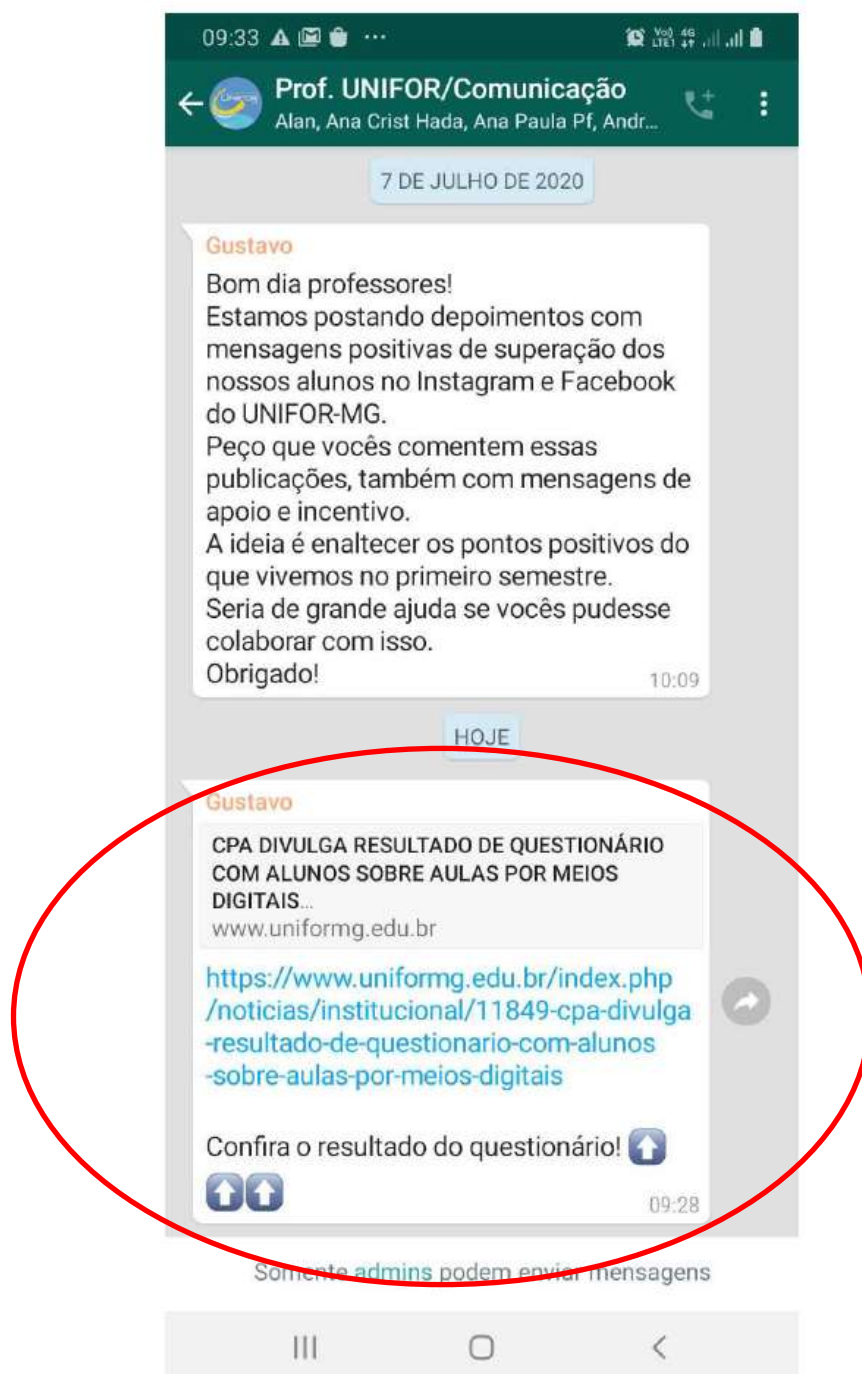 09:33
Prof. UNIFOR/Comunicação
Alan, Ana Crist Hada, Ana Paula Pf, Andr...
7 DE JULHO DE 2020
Gustavo
Bom dia professores!
Estamos postando depoimentos com
mensagens positivas de superação dos
nossos alunos no Instagram e Facebook
do UNIFOR-MG.
Peço que vocês comentem essas
publicações, também com mensagens de
apoio e incentivo.
A ideia é enaltecer os pontos positivos do
que vivemos no primeiro semestre.
Seria de grande ajuda se vocês pudesse
colaborar com isso.
Obrigado!
10:09
HOJE
Gustavo
CPA DIVULGA RESULTADO DE QUESTIONÁRIO
COM ALUNOS SOBRE AULAS POR MEIOS
DIGITAIS...
www.uniformg.edu.br
https://www.uniformg.edu.br/index.php
/noticias/institucional/11849-cpa-divulga
-resultado-de-questionario-com-alunos
-sobre-aulas-por-meios-digitais
Confira o resultado do questionário! ⬆️
⬆️⬆️
09:28
Somente admins podem enviar mensagens